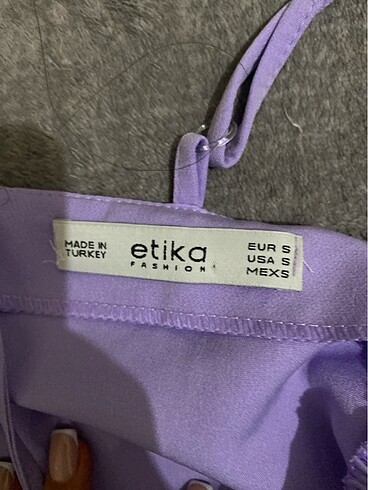 MADE IN
TURKEY
etika
FASHION
EUR S
USA S
MEXS